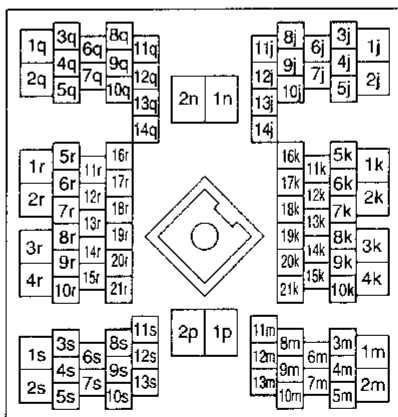 1q 3q 6q 8q 11q
2q 4q 7q 9q 12q
5q 10q 13q
14q
2n 1n
11j 8j 6j 3j 1j
12j 9j 7j 4j 2j
13j 10j 5j
14j
1r 5r 11r 16r
2r 6r 12r 17r
7r 13r 18r
3r 8r 14r 19r
4r 9r 15r 20r
10r 21r
16k 11k 5k 1k
17k 12k 6k 2k
18k 13k 7k
19k 14k 8k 3k
20k 15k 9k 4k
21k 10k
1s 3s 6s 8s 11s
2s 4s 7s 9s 12s
5s 10s 13s
2p 1p
11m 8m 6m 3m 1m
12m 9m 7m 4m 2m
13m 10m 5m